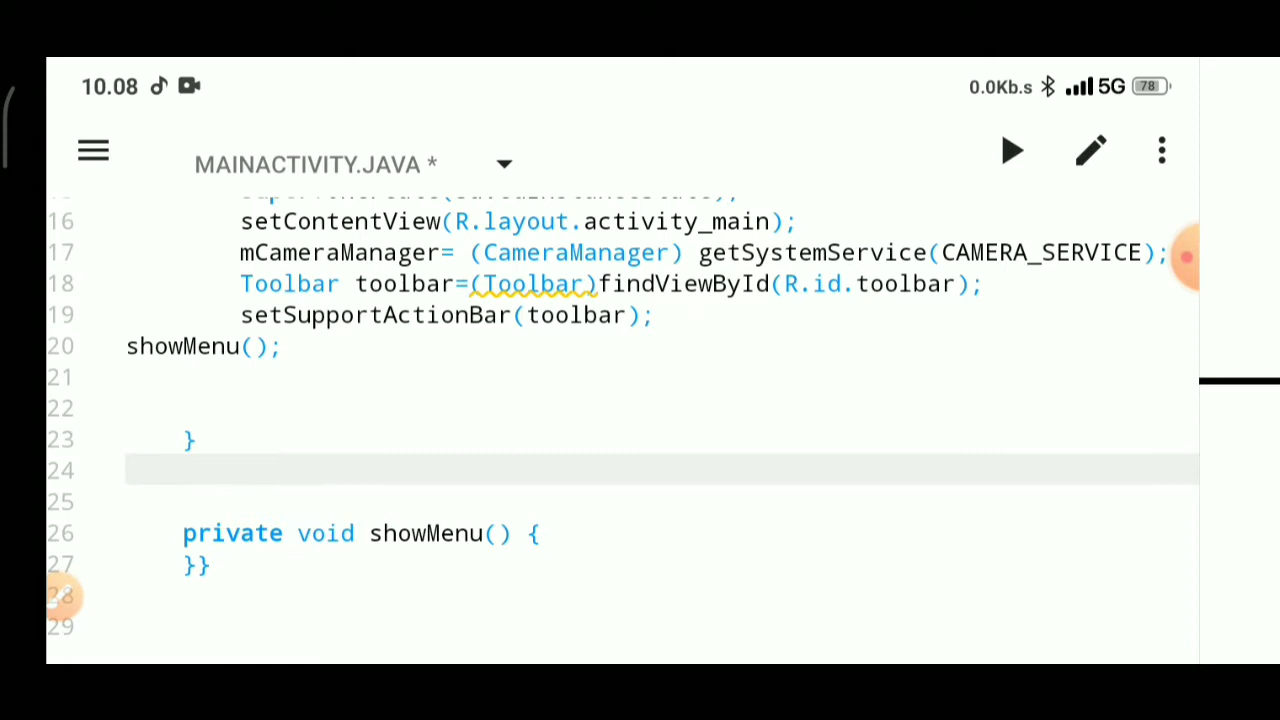 10.08 0.0Kb.s 5G 78
MAINACTIVITY.JAVA *
16 setContentView(R.layout.activity_main);
17 mCameraManager= (CameraManager) getSystemService(CAMERA_SERVICE);
18 Toolbar toolbar=(Toolbar)findViewById(R.id.toolbar);
19 setSupportActionBar(toolbar);
20 showMenu();
21
22
23 }
24
25
26 private void showMenu() {
27 }}
28
29